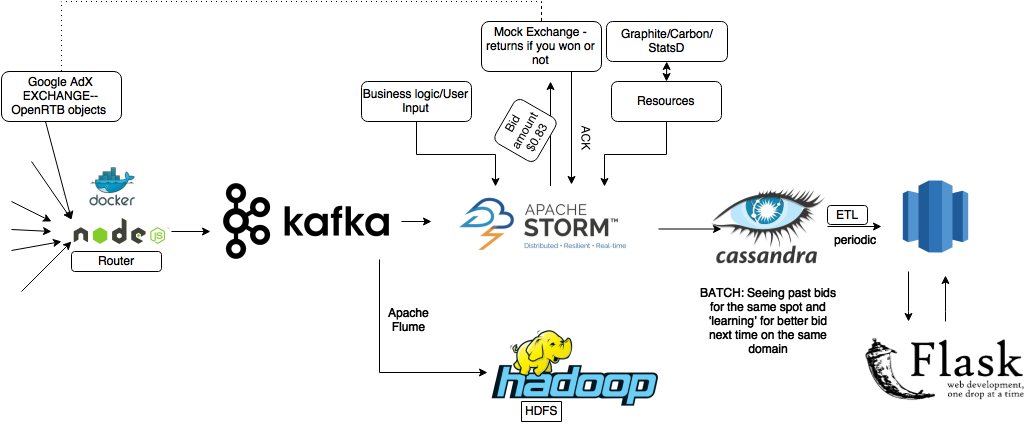 Mock Exchange -
returns if you won or
not
Graphite/Carbon/
StatsD
Google AdX
EXCHANGE--
OpenRTB objects
Business logic/User
Input
Resources
Bid
amount
$0.83
ACK
docker
node
JS
Router
kafka
APACHE
STORM™
Distributed • Resilient • Real-time
cassandra
ETL
periodic
Apache
Flume
BATCH: Seeing past bids
for the same spot and
‘learning’ for better bid
next time on the same
domain
hadoop
HDFS
Flask
web development,
one drop at a time